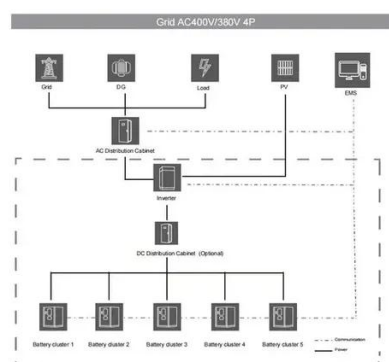 Grid AC400V/380V 4P
Grid
DG
Load
PV
EMS
AC Distribution Cabinet
Inverter
DC Distribution Cabinet (Optional)
Battery cluster 1
Battery cluster 2
Battery cluster 3
Battery cluster 4
Battery cluster 5
Communication
Power